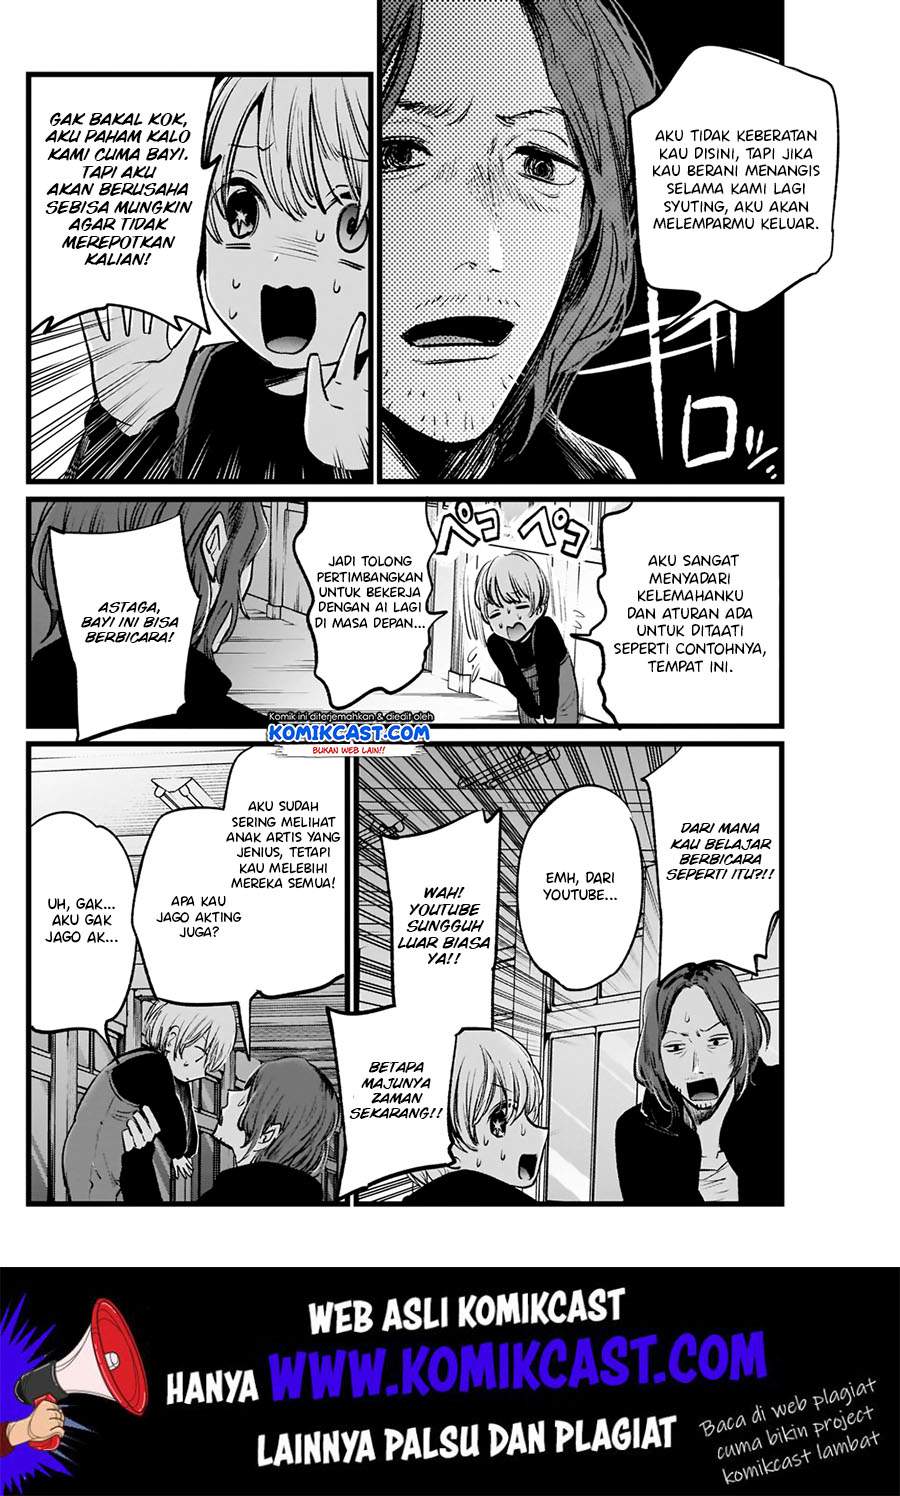 AKU TIDAK KEBERATAN
KAU DISINI, TAPI JIKA
KAU BERANI MENANGIS
SELAMA KAMI LAGI
SYUTING, AKU AKAN
MELEMPARMU KELUAR.
ギロ
GAK BAKAL KOK,
AKU PAHAM KALO
KAMI CUMA BAYI.
TAPI AKU
AKAN BERUSAHA
SEBISA MUNGKIN
AGAR TIDAK
MEREPOTKAN
KALIAN!
AKU SANGAT
MENYADARI
KELEMAHANKU
DAN ATURAN ADA
UNTUK DITAATI
SEPERTI CONTOHNYA,
TEMPAT INI.
ペコ
ペコ
JADI TOLONG
PERTIMBANGKAN
UNTUK BEKERJA
DENGAN AI LAGI
DI MASA DEPAN...
ASTAGA,
BAYI INI BISA
BERBICARA!
Komik ini diterjemahkan & diedit oleh
KOMIKCAST.COM
BUKAN WEB LAIN!!
DARI MANA
KAU BELAJAR
BERBICARA
SEPERTI ITU?!!
EMH, DARI
YOUTUBE...
WAH!
YOUTUBE
SUNGGUH
LUAR BIASA
YA!!
BETAPA
MAJUNYA
ZAMAN
SEKARANG!!
AKU SUDAH
SERING MELIHAT
ANAK ARTIS YANG
JENIUS, TETAPI
KAU MELEBIHI
MEREKA SEMUA!
APA KAU
JAGO AKTING
JUGA?
UH, GAK...
AKU GAK
JAGO AK...
WEB ASLI KOMIKCAST
HANYA WWW.KOMIKCAST.COM
LAINNYA PALSU DAN PLAGIAT
Baca di web plagiat
cuma bikin project
komikcast lambat